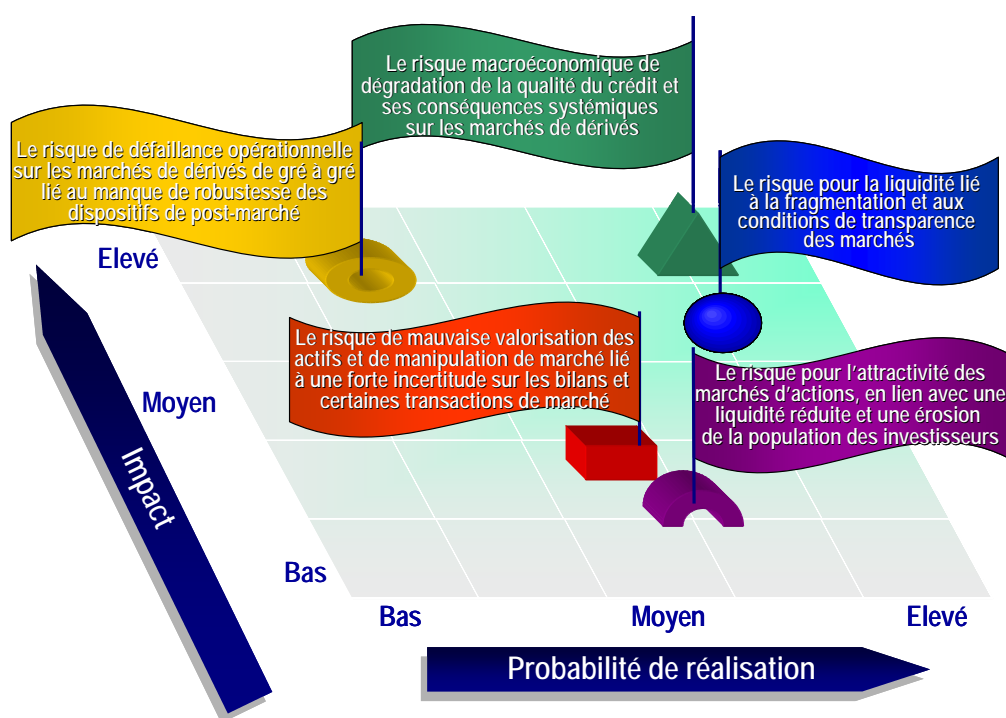 Le risque macroéconomique de
dégradation de la qualité du crédit et
ses conséquences systémiques
sur les marchés de dérivés
Le risque de défaillance opérationnelle
sur les marchés de dérivés de gré à gré
lié au manque de robustesse des
dispositifs de post-marché
Le risque pour la liquidité lié
à la fragmentation et aux
conditions de transparence
des marchés
Elevé
Le risque de mauvaise valorisation des
actifs et de manipulation de marché lié
à une forte incertitude sur les bilans et
certaines transactions de marché
Le risque pour l'attractivité des
marchés d'actions, en lien avec une
liquidité réduite et une érosion
de la population des investisseurs
Moyen
Impact
Bas
Bas
Moyen
Elevé
Probabilité de réalisation